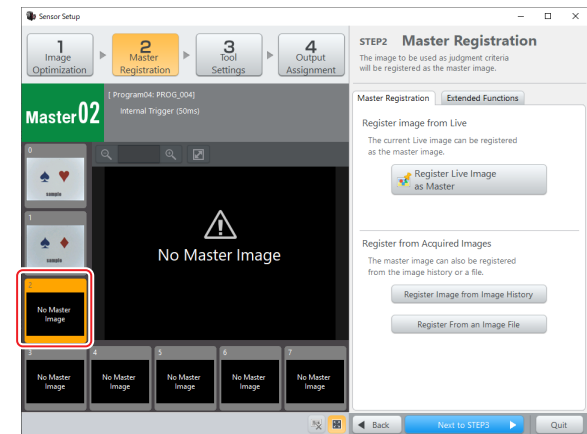 Sensor Setup
1
Image
Optimization
2
Master
Registration
3
Tool
Settings
4
Output
Assignment
STEP2 Master Registration
The image to be used as judgment criteria
will be registered as the master image.
Master02
[ Program04: PROG_004]
Internal Trigger (50ms)
Master Registration
Extended Functions
Register image from Live
The current Live image can be registered
as the master image.
Register Live Image
as Master
0
sample
1
sample
No Master Image
2
No Master
Image
Register from Acquired Images
The master image can also be registered
from the image history or a file.
Register Image from Image History
Register From an Image File
3
No Master
Image
4
No Master
Image
5
No Master
Image
6
No Master
Image
7
No Master
Image
Back
Next to STEP3
Quit